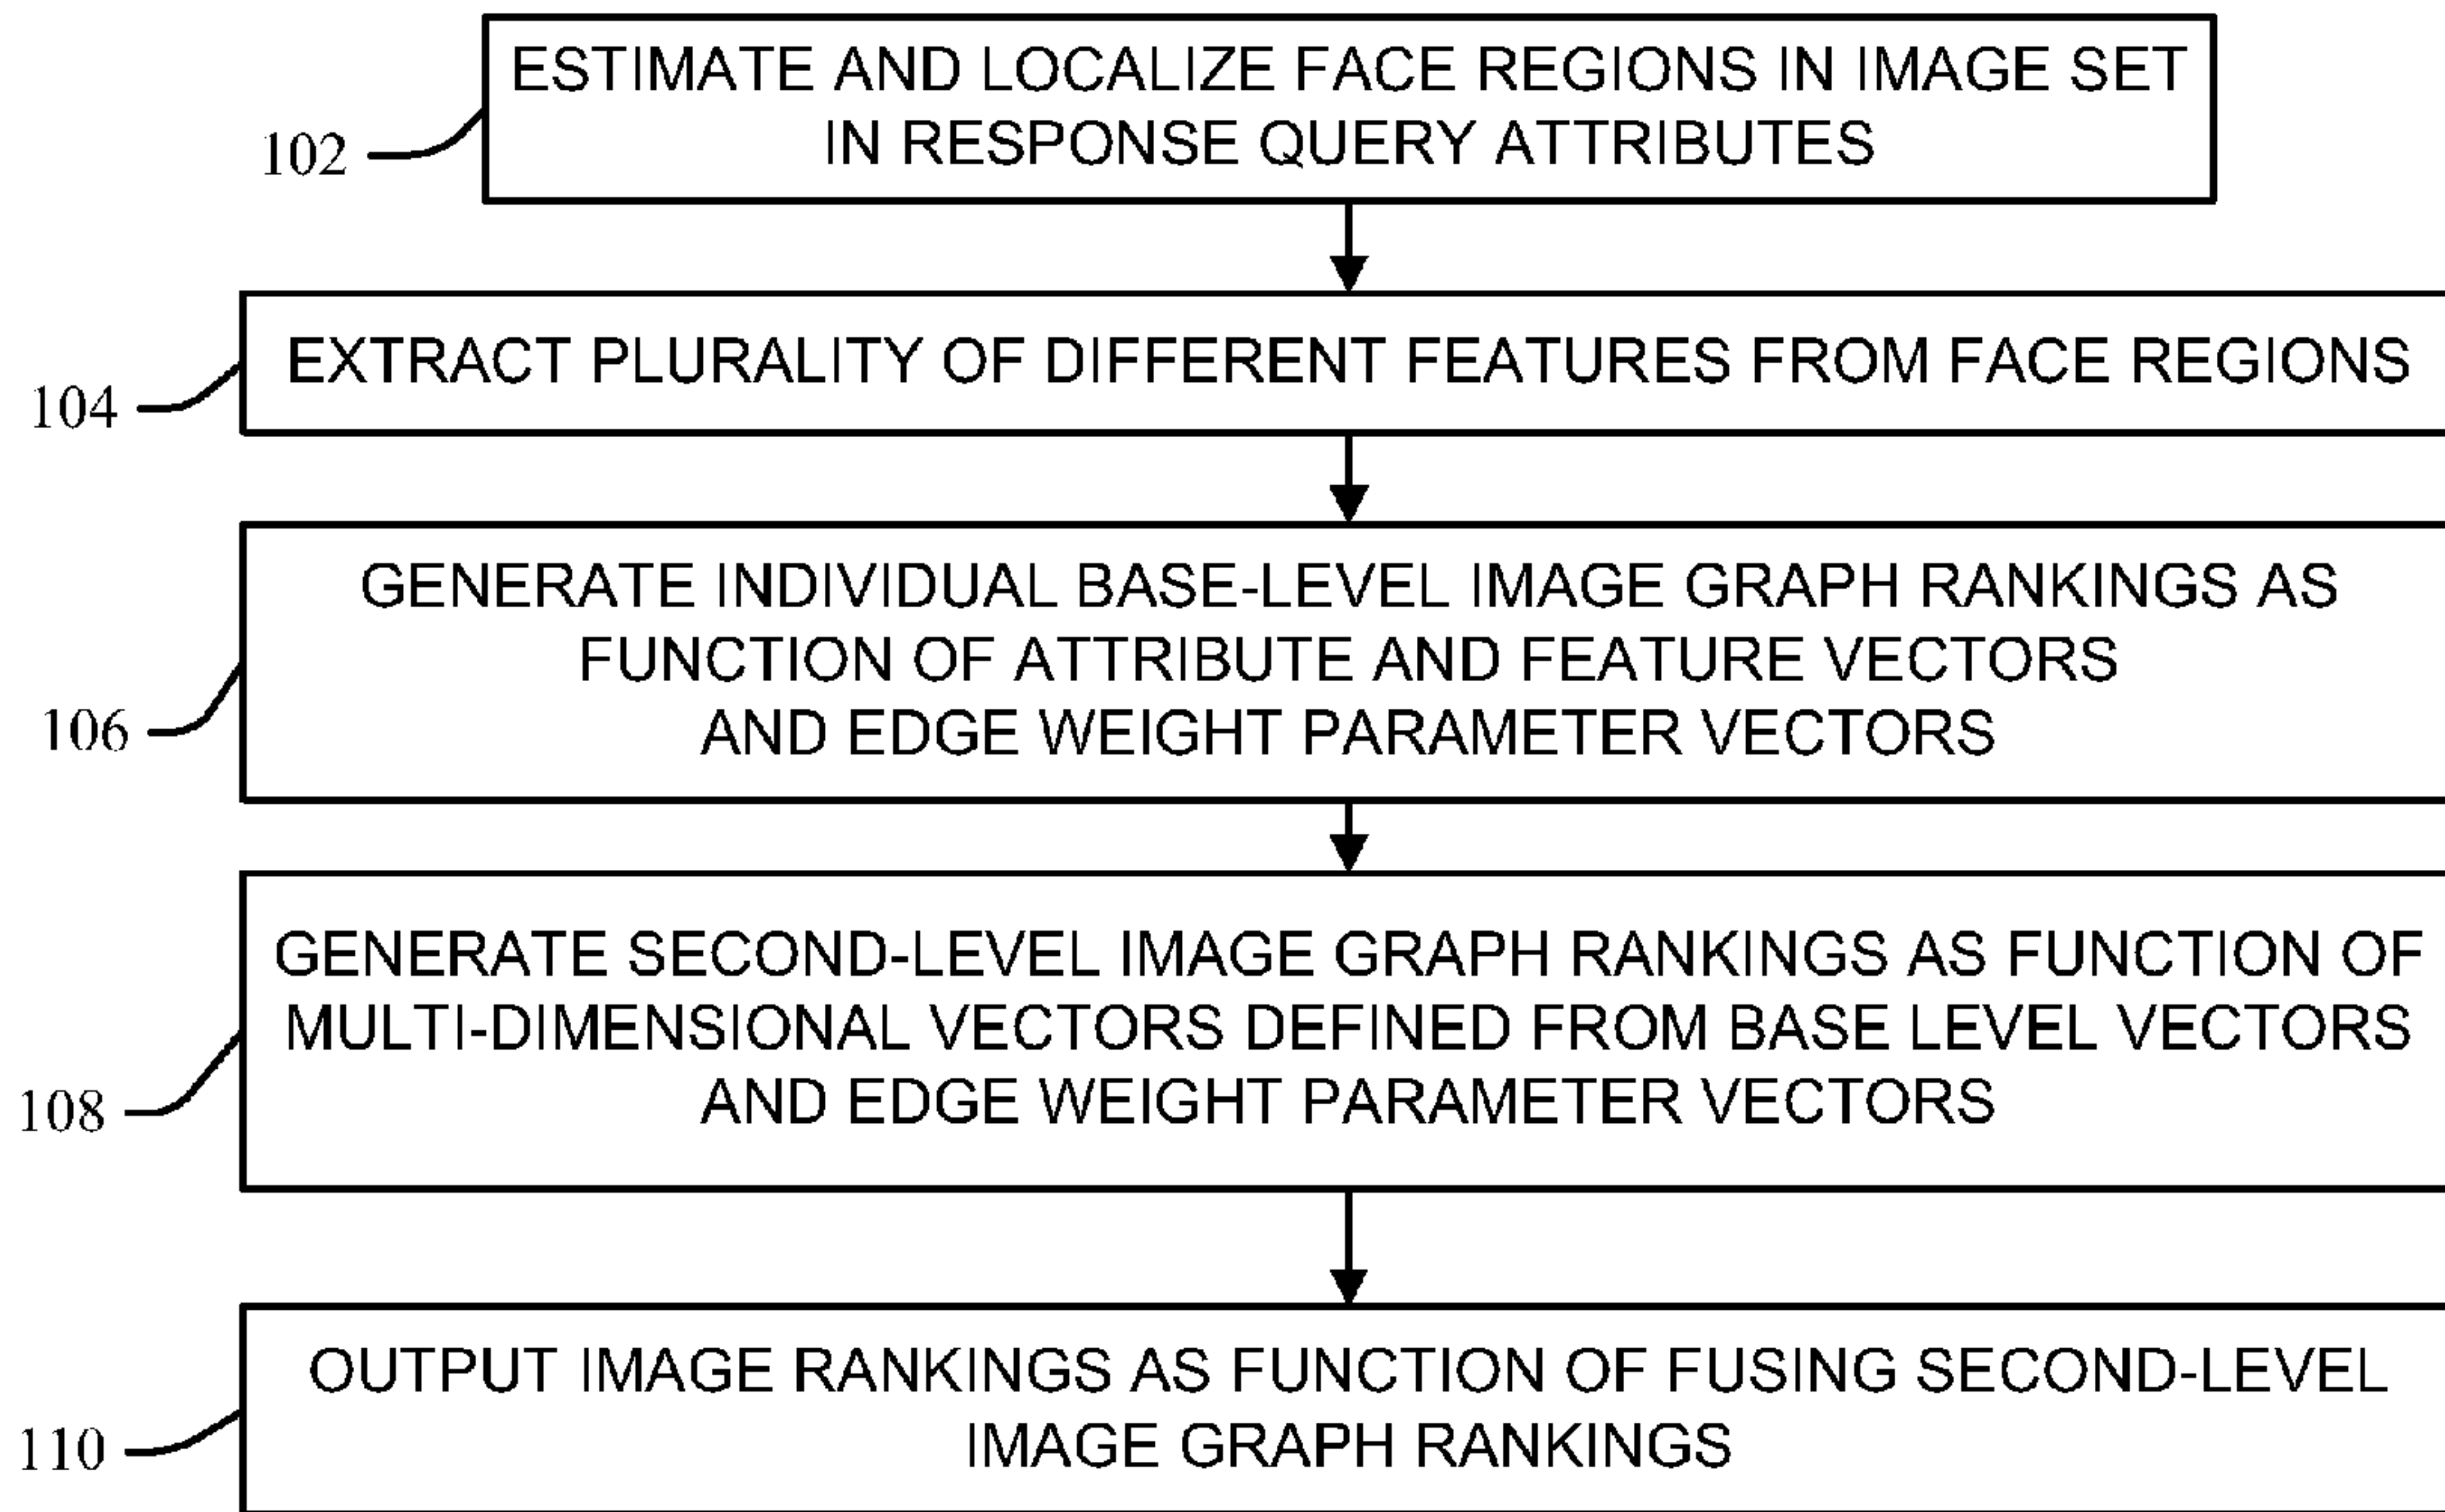 ESTIMATE AND LOCALIZE FACE REGIONS IN IMAGE SET
IN RESPONSE QUERY ATTRIBUTES
102
EXTRACT PLURALITY OF DIFFERENT FEATURES FROM FACE REGIONS
104
GENERATE INDIVIDUAL BASE-LEVEL IMAGE GRAPH RANKINGS AS
FUNCTION OF ATTRIBUTE AND FEATURE VECTORS
AND EDGE WEIGHT PARAMETER VECTORS
106
GENERATE SECOND-LEVEL IMAGE GRAPH RANKINGS AS FUNCTION OF
MULTI-DIMENSIONAL VECTORS DEFINED FROM BASE LEVEL VECTORS
AND EDGE WEIGHT PARAMETER VECTORS
108
OUTPUT IMAGE RANKINGS AS FUNCTION OF FUSING SECOND-LEVEL
IMAGE GRAPH RANKINGS
110